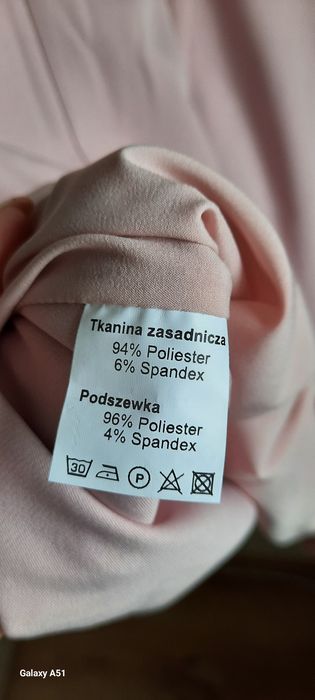 Tkanina zasadnicza
94% Poliester
6% Spandex
Podszewka
96% Poliester
4% Spandex
30 P
Galaxy A51